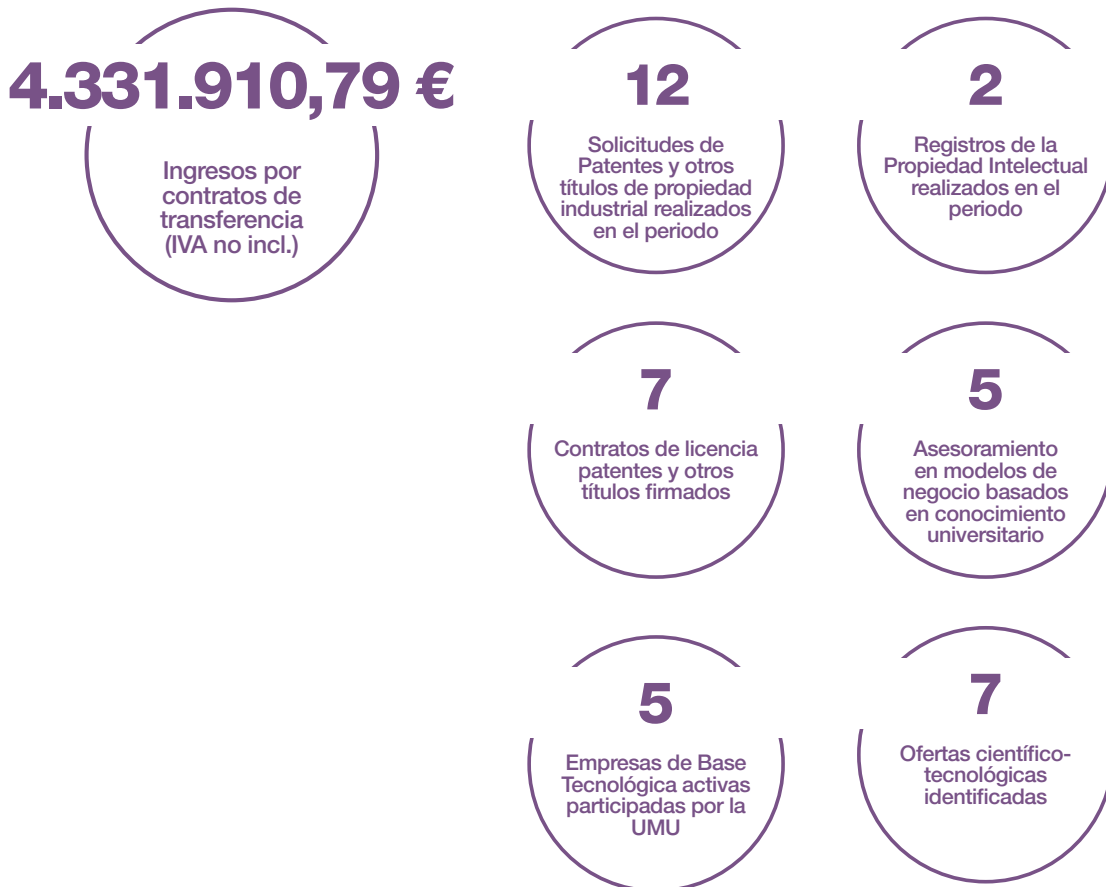 4.331.910,79 €
Ingresos por
contratos de
transferencia
(IVA no incl.)
12
Solicitudes de
Patentes y otros
títulos de propiedad
industrial realizados
en el periodo
2
Registros de la
Propiedad Intelectual
realizados en el
periodo
7
Contratos de licencia
patentes y otros
títulos firmados
5
Asesoramiento
en modelos de
negocio basados
en conocimiento
universitario
5
Empresas de Base
Tecnológica activas
participadas por la
UMU
7
Ofertas científico-
tecnológicas
identificadas